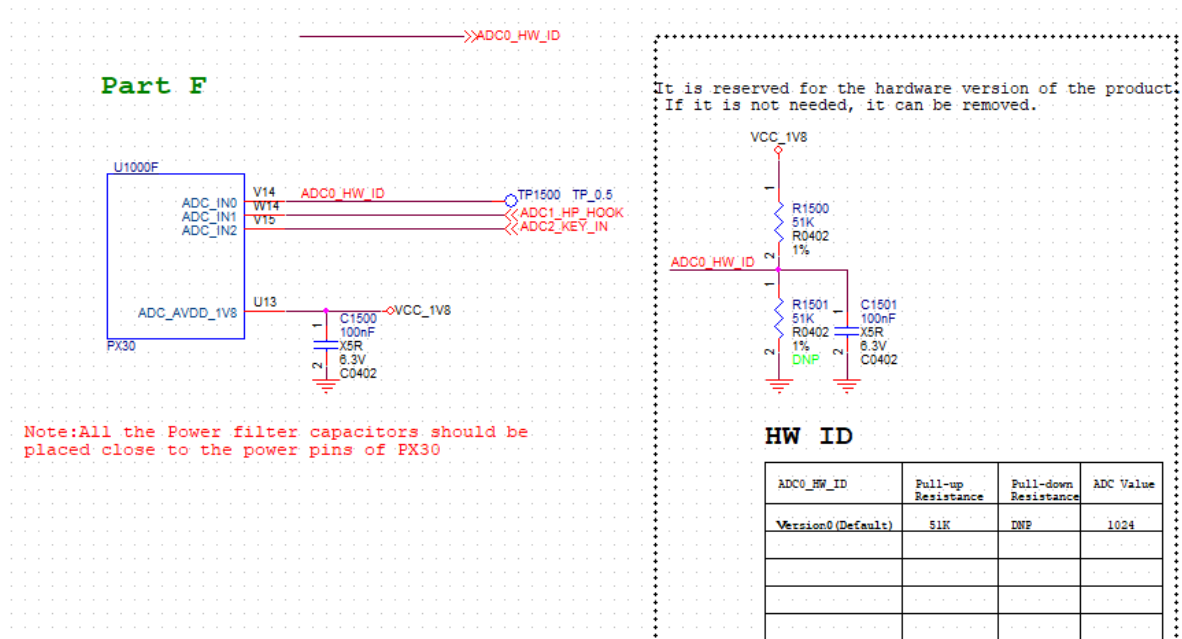 ADC0_HW_ID
Part F
U1000F
ADC_IN0
ADC_IN1
ADC_IN2
V14
W14
V15
ADC0_HW_ID
TP1500 TP_0.5
ADC1_HP_HOOK
ADC2_KEY_IN
ADC_AVDD_1V8
U13
VCC_1V8
PX30
1
2
C1500
100nF
X5R
6.3V
C0402
Note:All the Power filter capacitors should be
placed close to the power pins of PX30
It is reserved for the hardware version of the product.
If it is not needed, it can be removed.
VCC_1V8
1
2
R1500
51K
R0402
1%
ADC0_HW_ID
1
2
R1501
51K
R0402
1%
DNP
1
2
C1501
100nF
X5R
6.3V
C0402
HW ID
ADC0_HW_ID Pull-up Resistance Pull-down Resistance ADC Value
Version0(Default) 51K DNP 1024